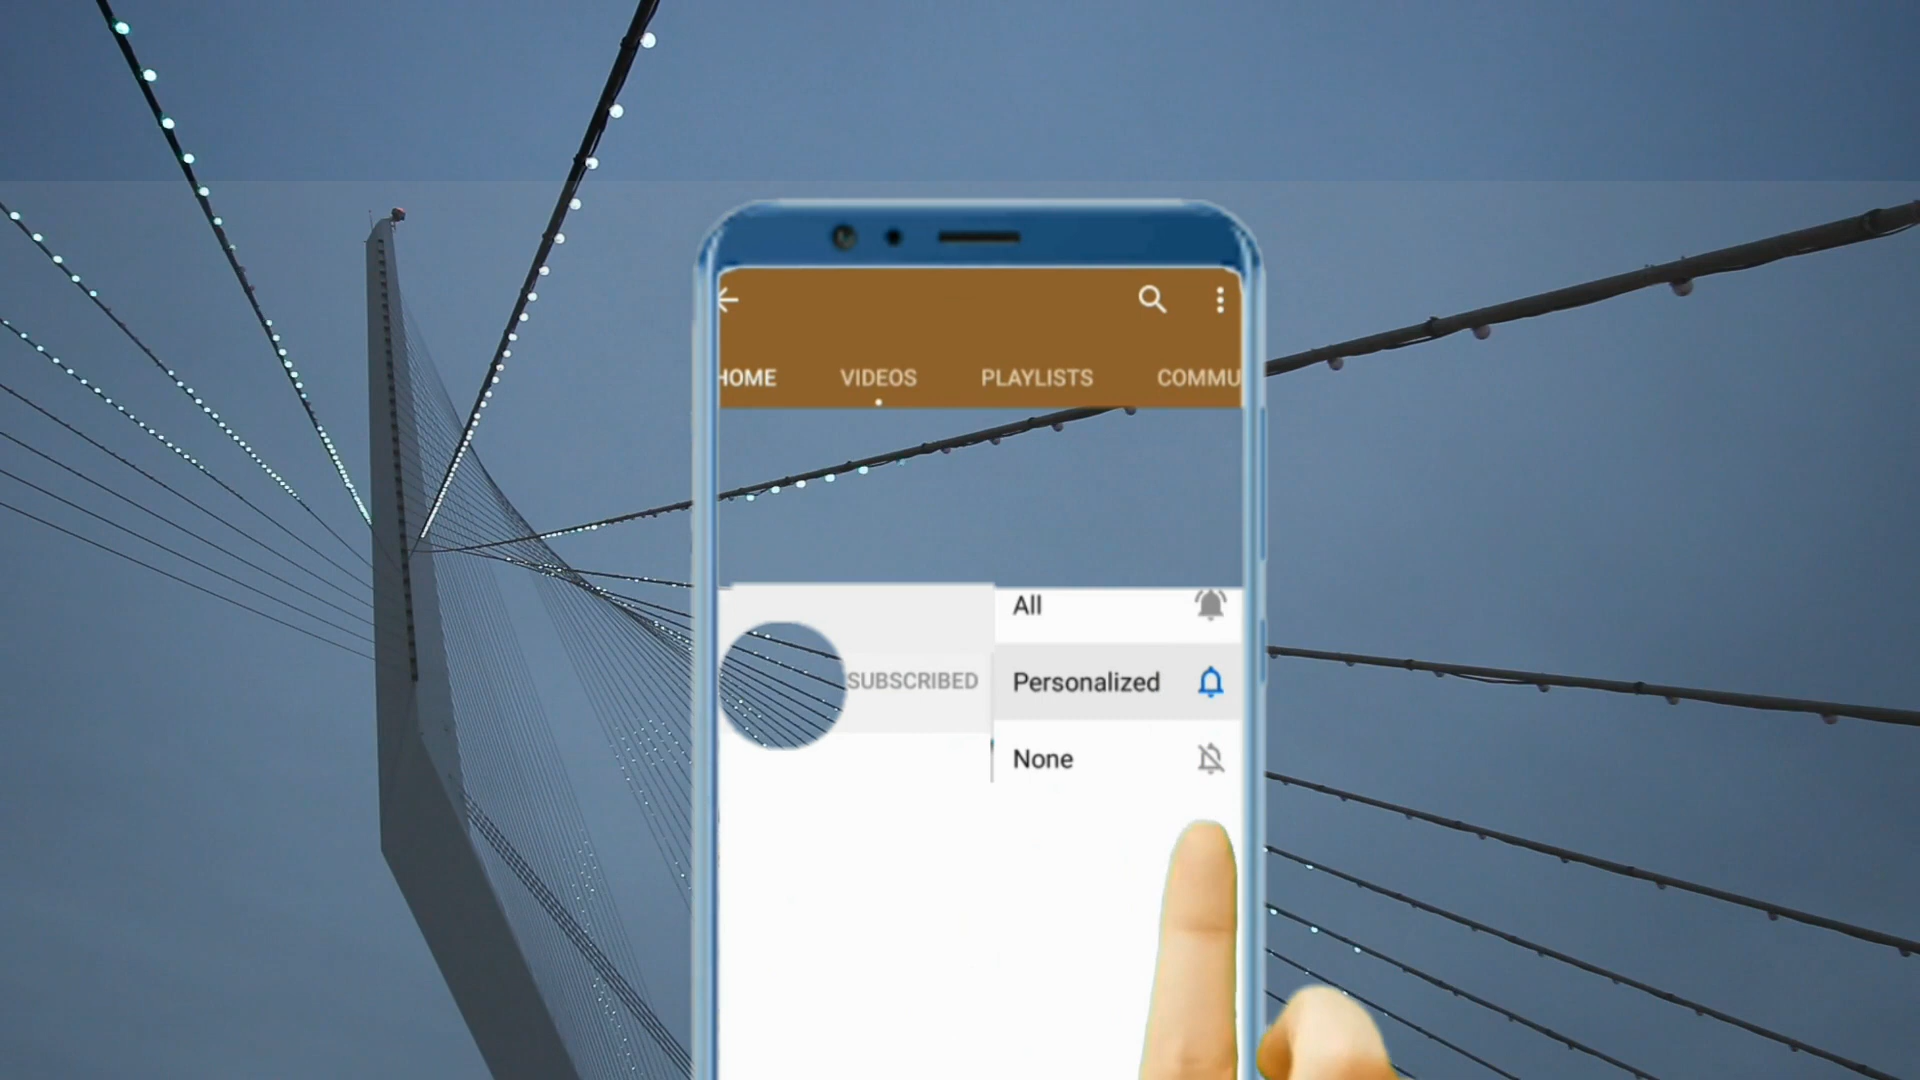 HOME VIDEOS PLAYLISTS COMMU
All
SUBSCRIBED
Personalized
None